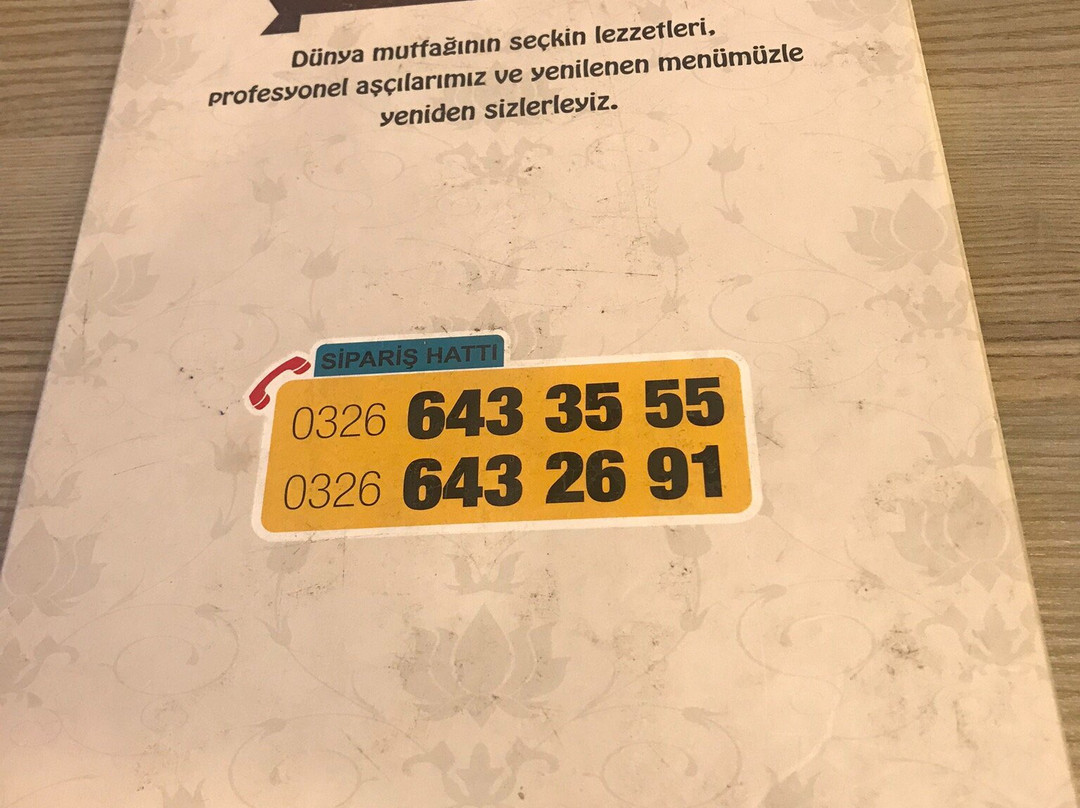 Dünya mutfağının seçkin lezzetleri,
profesyonel aşçılarımız ve yenilenen menümüzle
yeniden sizlerleyiz.
SİPARİŞ HATTI
0326 643 35 55
0326 643 26 91